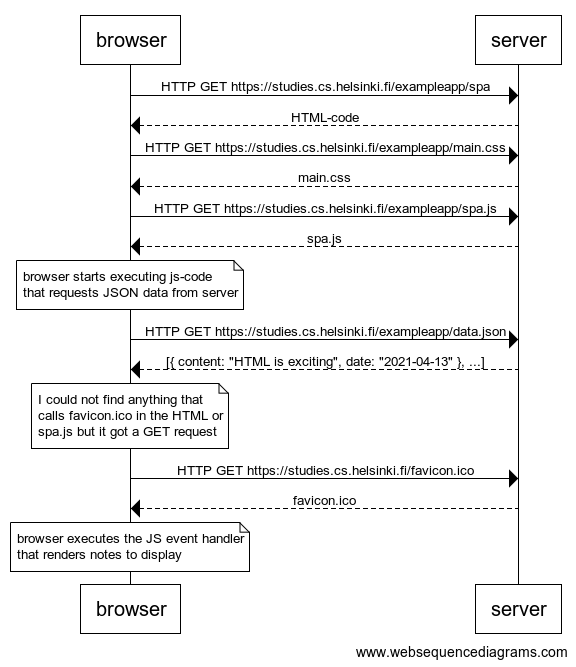 browser
server
HTTP GET https://studies.cs.helsinki.fi/exampleapp/spa
HTML-code
HTTP GET https://studies.cs.helsinki.fi/exampleapp/main.css
main.css
HTTP GET https://studies.cs.helsinki.fi/exampleapp/spa.js
spa.js
browser starts executing js-code
that requests JSON data from server
HTTP GET https://studies.cs.helsinki.fi/exampleapp/data.json
[{ content: "HTML is exciting", date: "2021-04-13" }, ...]
I could not find anything that
calls favicon.ico in the HTML or
spa.js but it got a GET request
HTTP GET https://studies.cs.helsinki.fi/favicon.ico
favicon.ico
browser executes the JS event handler
that renders notes to display
browser
server
www.websequencediagrams.com